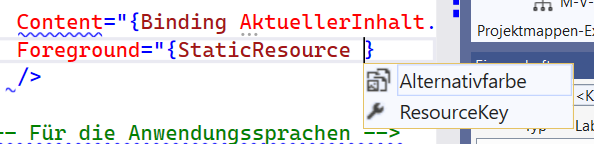 M-V-
Content="{Binding AktuellerInhalt.
Projektmappen-Ex
Foreground="{StaticResource }
/>
Alternativfarbe
<K
ResourceKey
-- Für die Anwendungssprachen -->